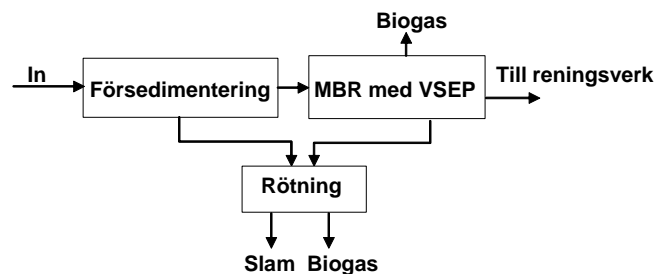 Biogas
In
Försedimentering
MBR med VSEP
Till reningsverk
Rötning
Slam Biogas